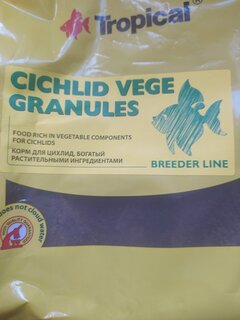 Tropical
CICHLID VEGE
GRANULES
FOOD RICH IN VEGETABLE COMPONENTS
FOR CICHLIDS
КОРМ ДЛЯ ЦИХЛИД, БОГАТЫЙ
РАСТИТЕЛЬНЫМИ ИНГРЕДИЕНТАМИ
BREEDER LINE
does not cloud water